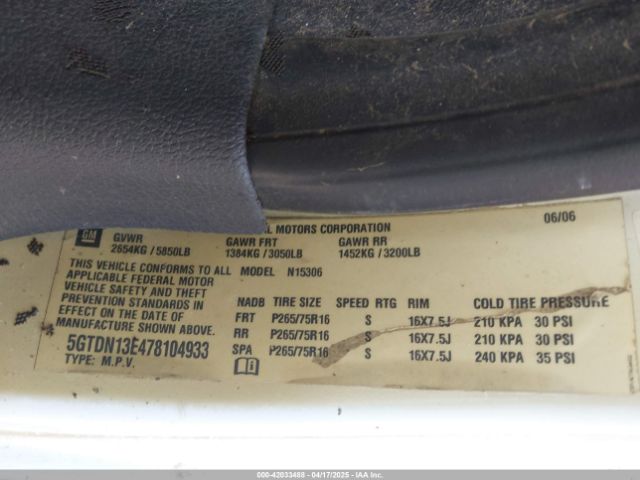 GM
L MOTORS CORPORATION 06/06
GVWR GAWR FRT GAWR RR
2654KG / 5850LB 1384KG / 3050LB 1452KG / 3200LB
THIS VEHICLE CONFORMS TO ALL MODEL N15306
APPLICABLE FEDERAL MOTOR
VEHICLE SAFETY AND THEFT
PREVENTION STANDARDS IN
EFFECT ON THE DATE OF
MANUFACTURE SHOWN ABOVE.
5GTDN13E478104933
TYPE: M.P.V.
NADB TIRE SIZE SPEED RTG RIM COLD TIRE PRESSURE
FRT P265/75R16 S 16X7.5J 210 KPA 30 PSI
RR P265/75R16 S 16X7.5J 210 KPA 30 PSI
SPA P265/75R16 S 16X7.5J 240 KPA 35 PSI
000-42033488 - 04/17/2025 - IAA Inc.